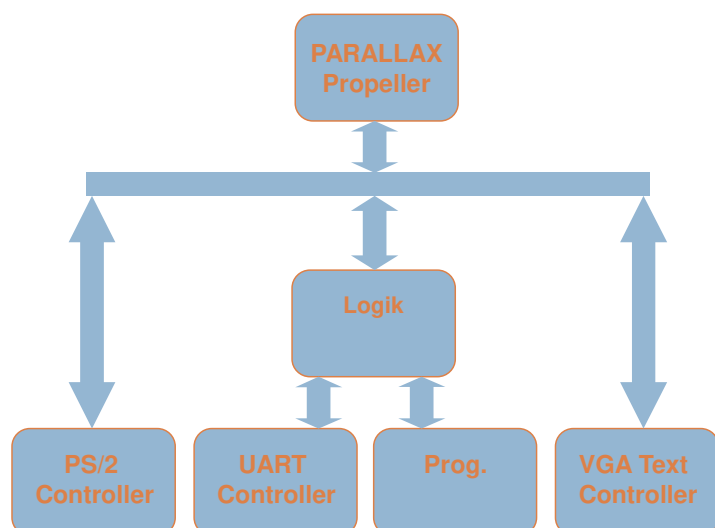 PARALLAX
Propeller
Logik
PS/2
Controller
UART
Controller
Prog.
VGA Text
Controller